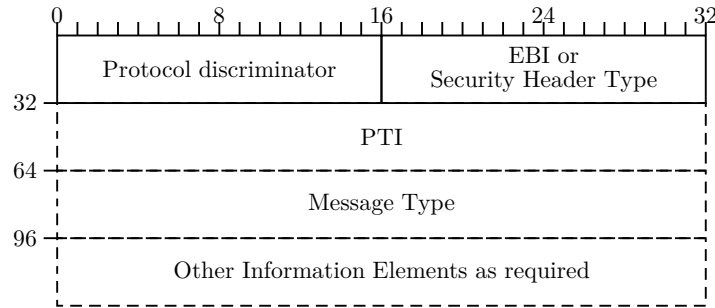 0 8 16 24 32
Protocol discriminator
EBI or
Security Header Type
32
PTI
64
Message Type
96
Other Information Elements as required